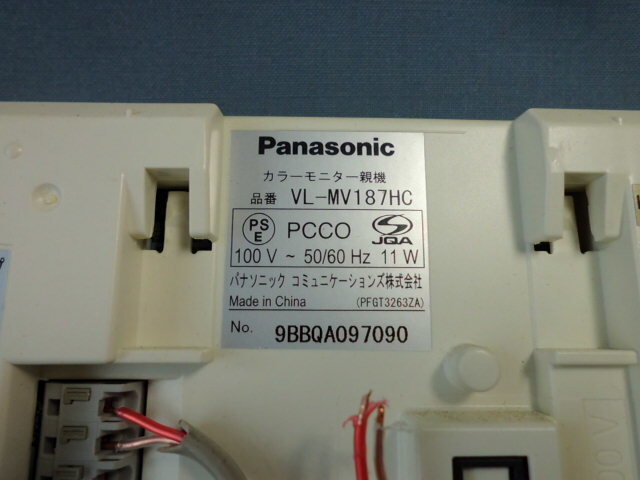 Panasonic
カラーモニター親機
品番 VL-MV187HC
PS E PCCO JQA
100 V ~ 50/60 Hz 11 W
パナソニック コミュニケーションズ株式会社
Made in China (PFGT3263ZA)
No. 9BBQA097090